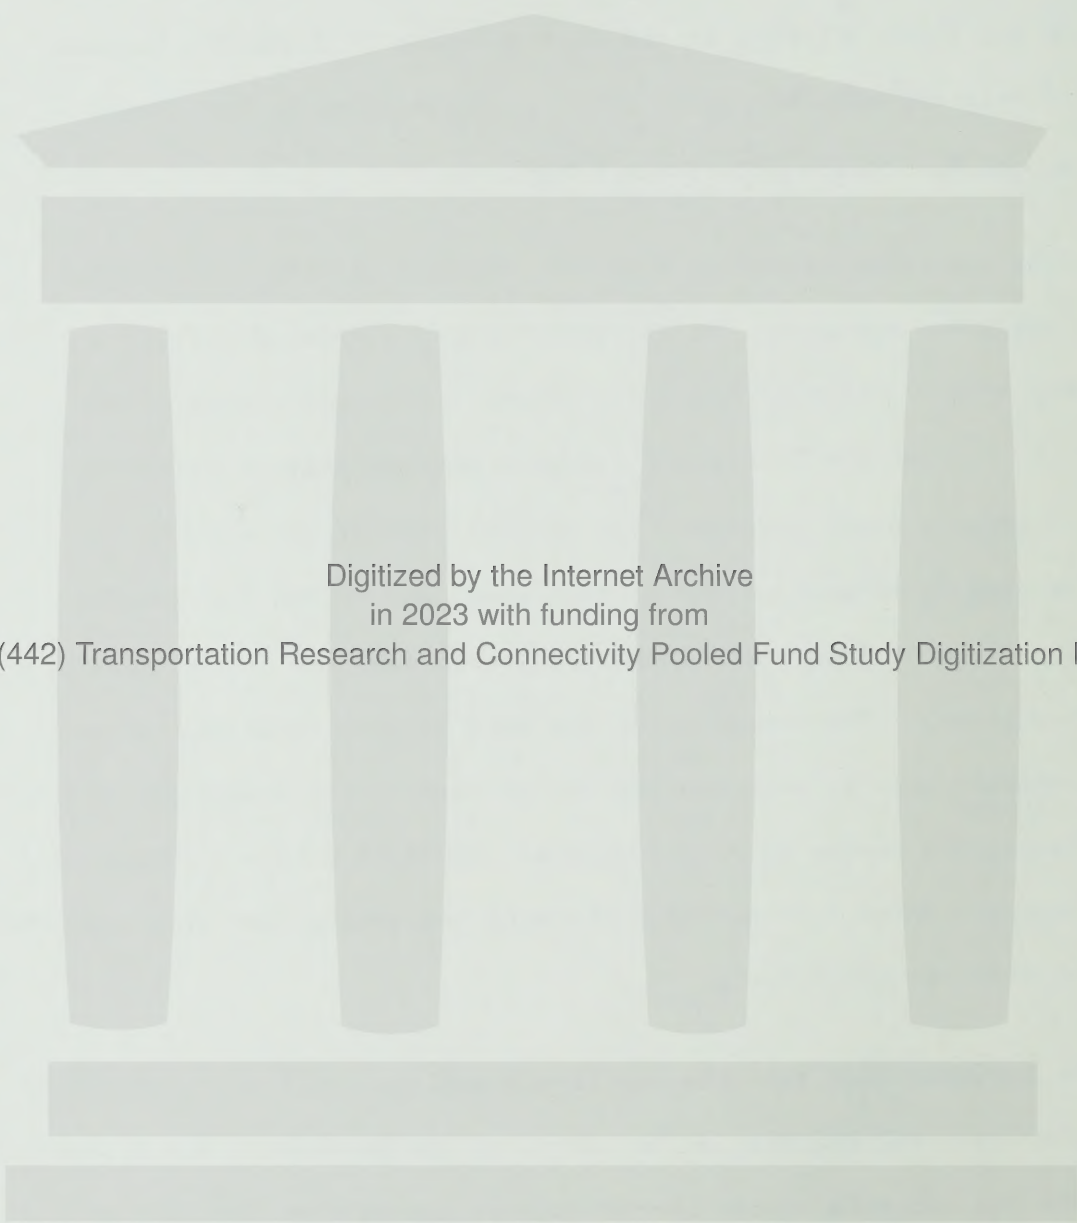 Digitized by the Internet Archive
in 2023 with funding from
(442) Transportation Research and Connectivity Pooled Fund Study Digitization